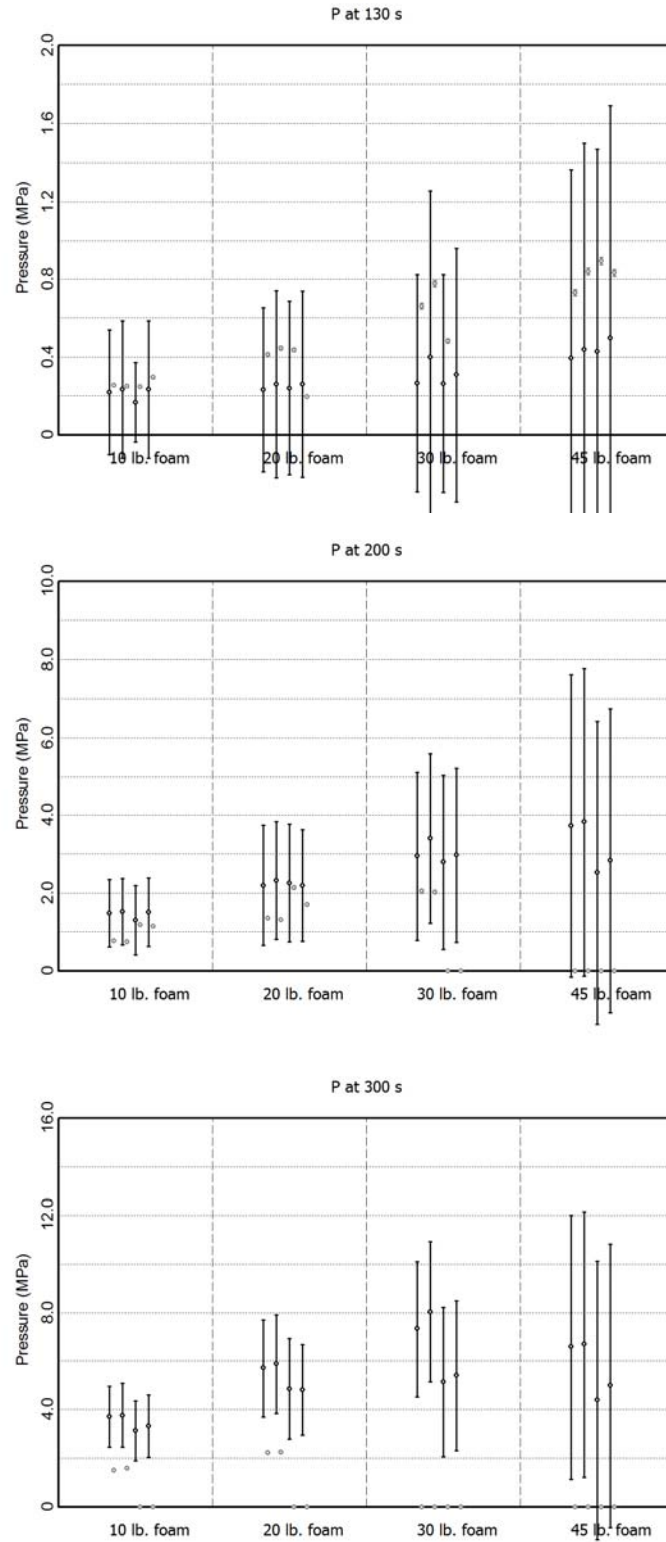 P at 130 s
2.0
1.6
1.2
0.8
0.4
0
Pressure (MPa)
10 lb. foam 20 lb. foam 30 lb. foam 45 lb. foam
P at 200 s
10.0
8.0
6.0
4.0
2.0
0
Pressure (MPa)
10 lb. foam 20 lb. foam 30 lb. foam 45 lb. foam
P at 300 s
16.0
12.0
8.0
4.0
0
Pressure (MPa)
10 lb. foam 20 lb. foam 30 lb. foam 45 lb. foam